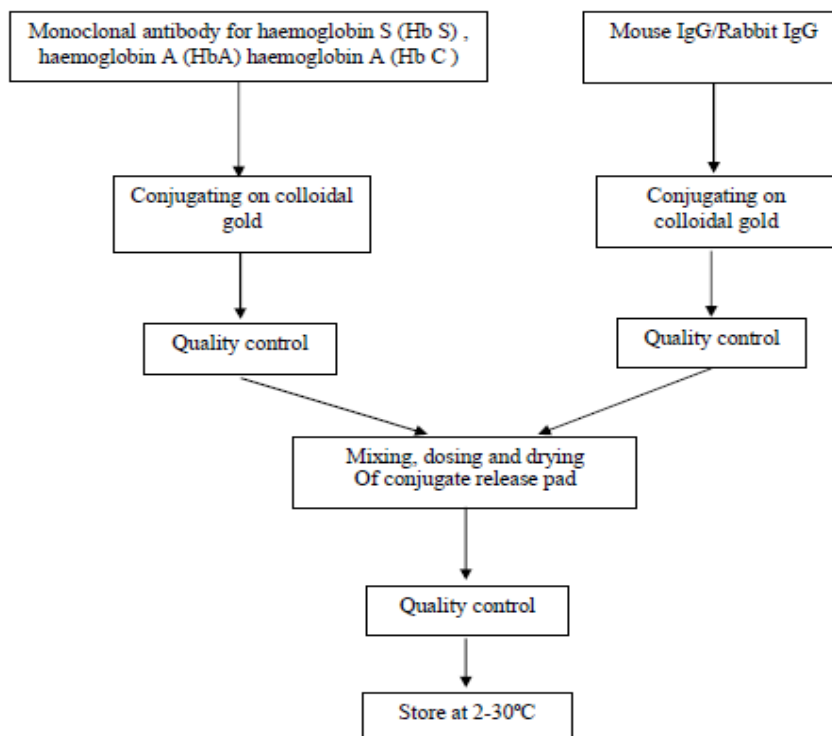 Monoclonal antibody for haemoglobin S (Hb S) ,
haemoglobin A (HbA) haemoglobin A (Hb C )
Mouse IgG/Rabbit IgG
Conjugating on colloidal
gold
Conjugating on
colloidal gold
Quality control
Quality control
Mixing, dosing and drying
Of conjugate release pad
Quality control
Store at 2-30ºC